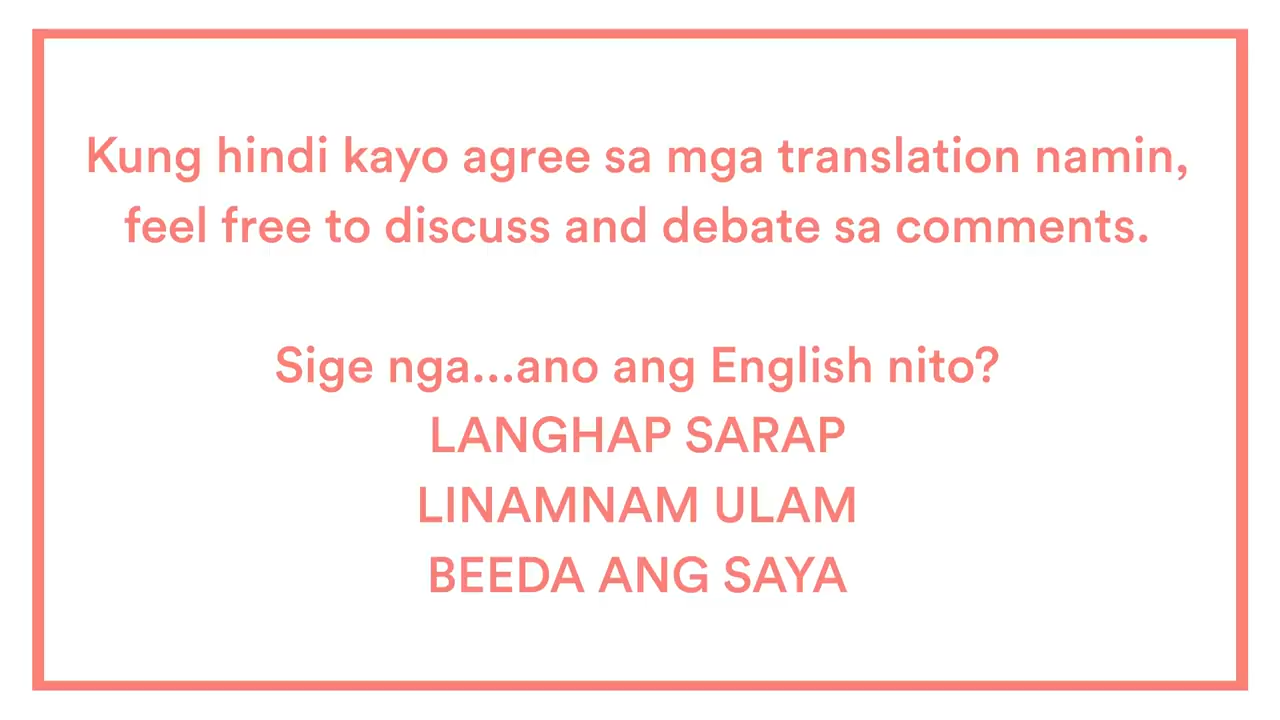 Kung hindi kayo agree sa mga translation namin,
feel free to discuss and debate sa comments.
Sige nga...ano ang English nito?
LANGHAP SARAP
LINAMNAM ULAM
BEEDA ANG SAYA